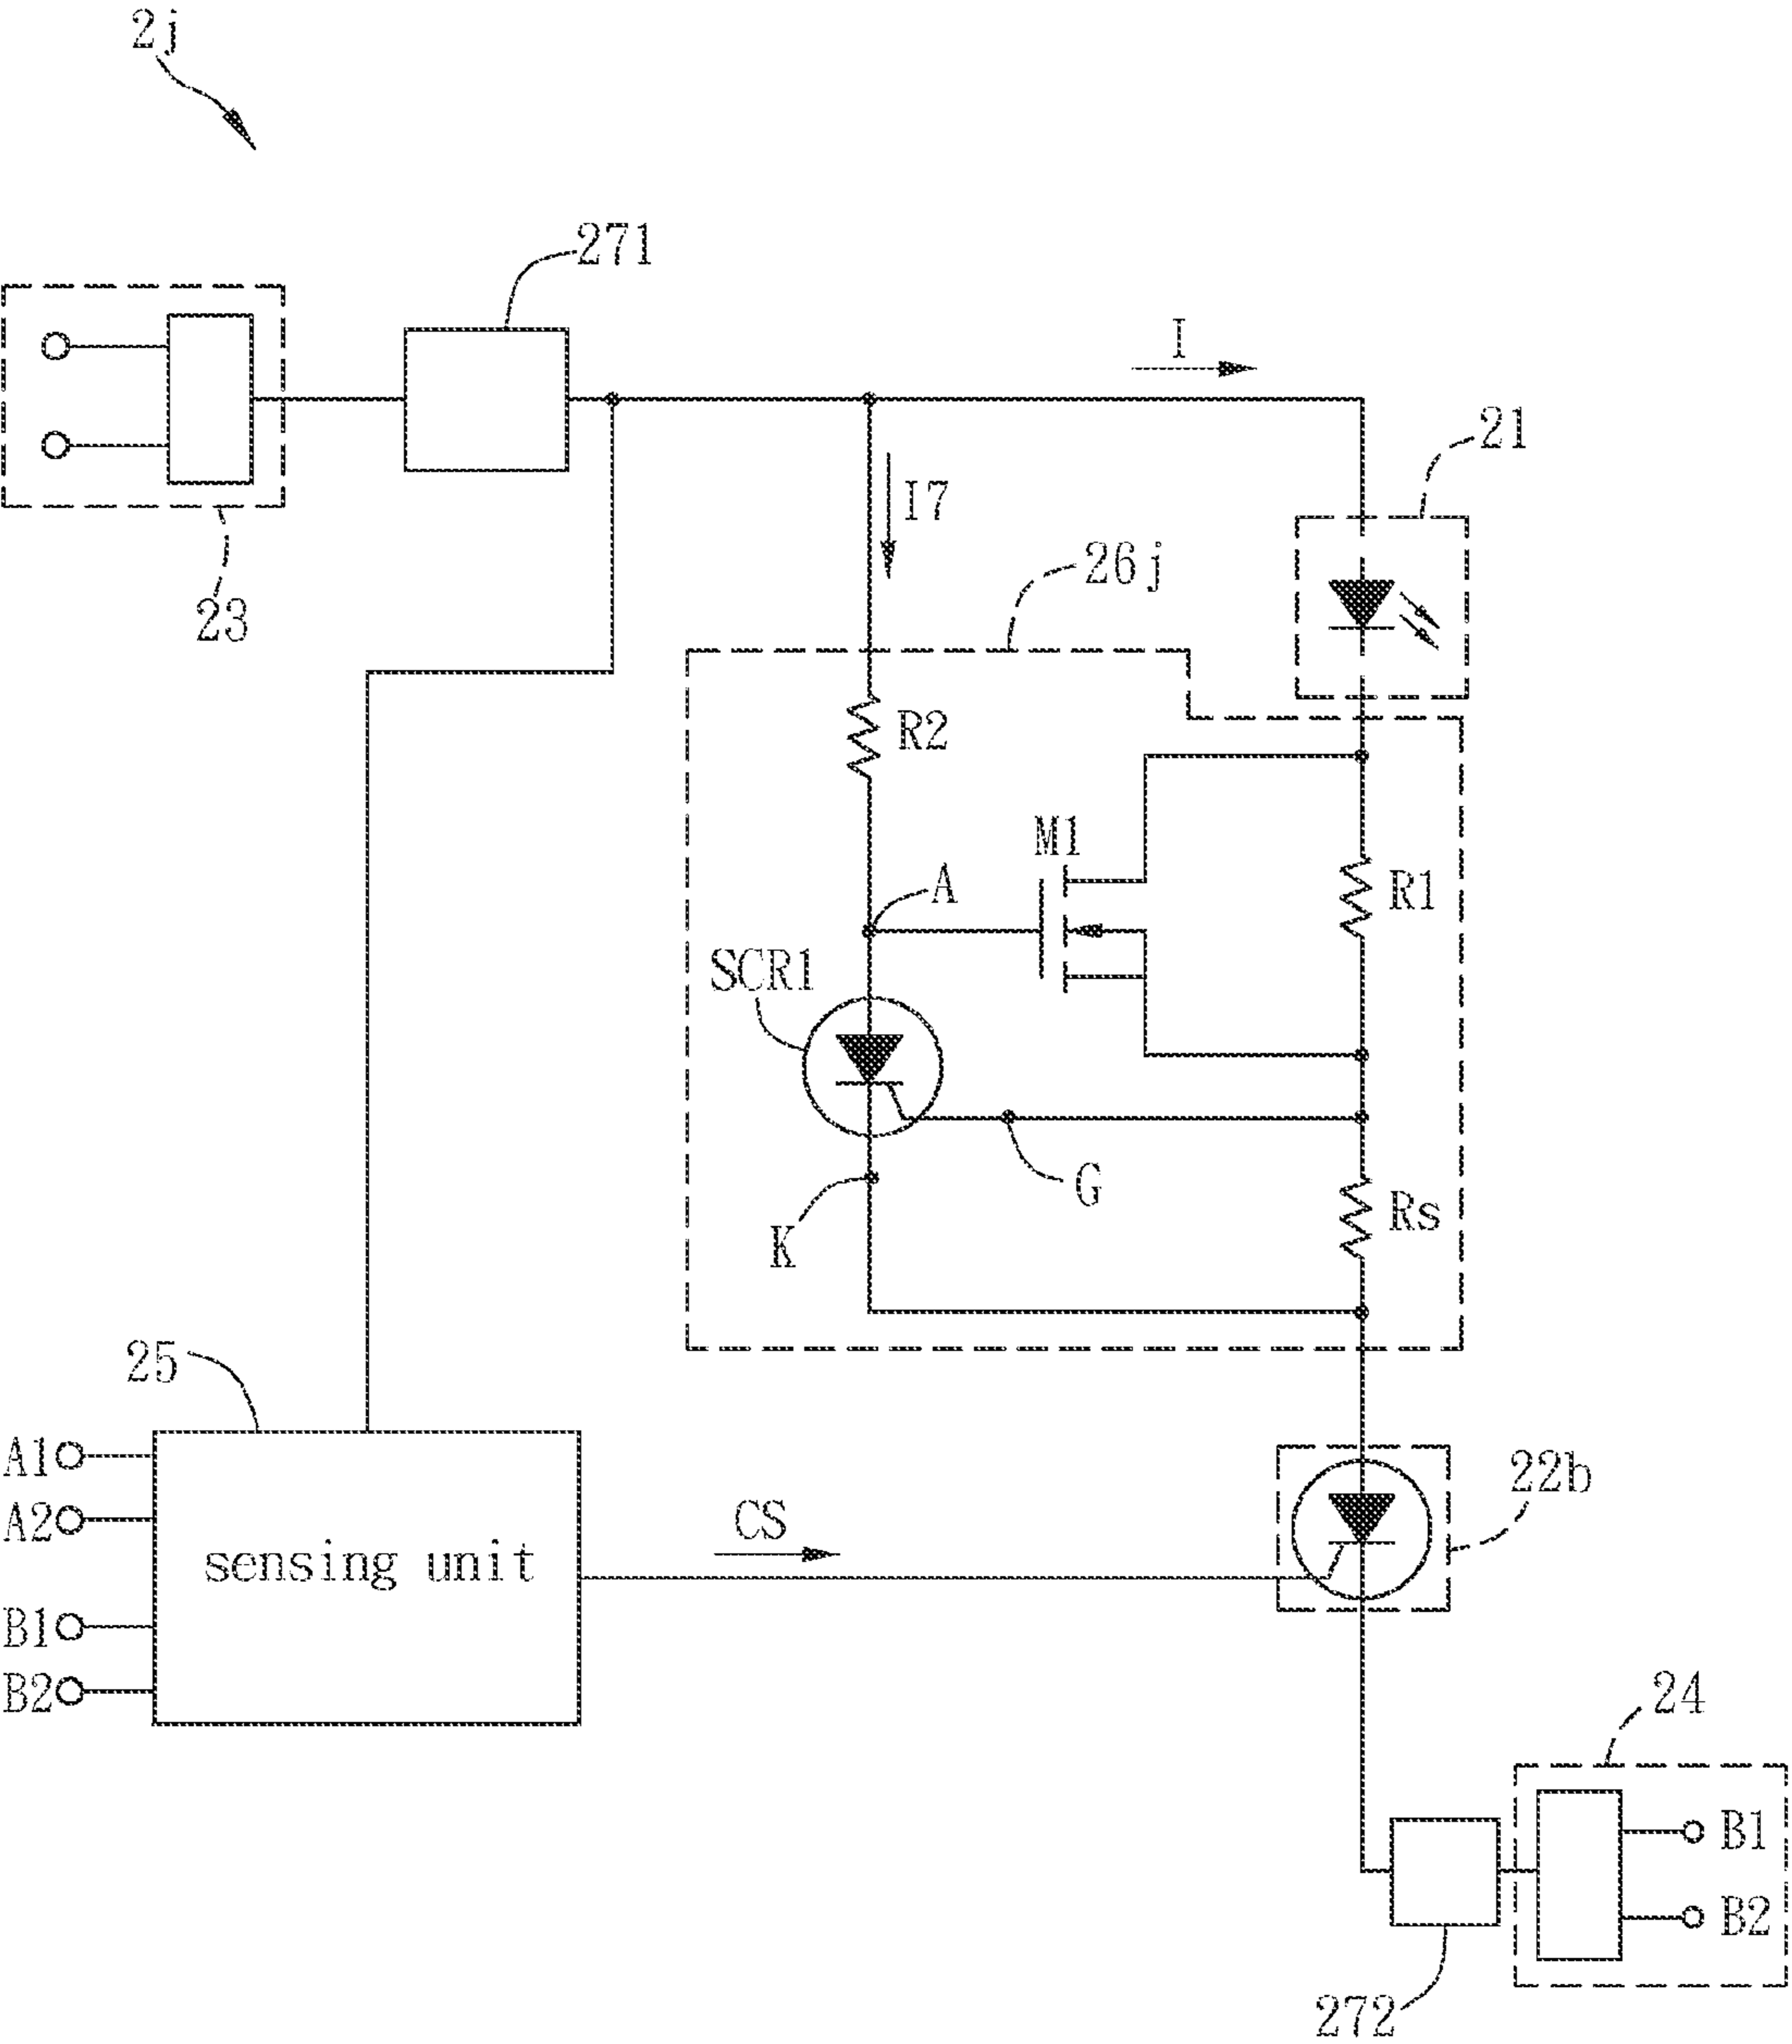 2j
271
I
21
I7
26j
23
R2
M1
R1
A
SCR1
G
Rs
K
25
A1
22b
A2
CS
sensing unit
B1
B2
24
B1
B2
272